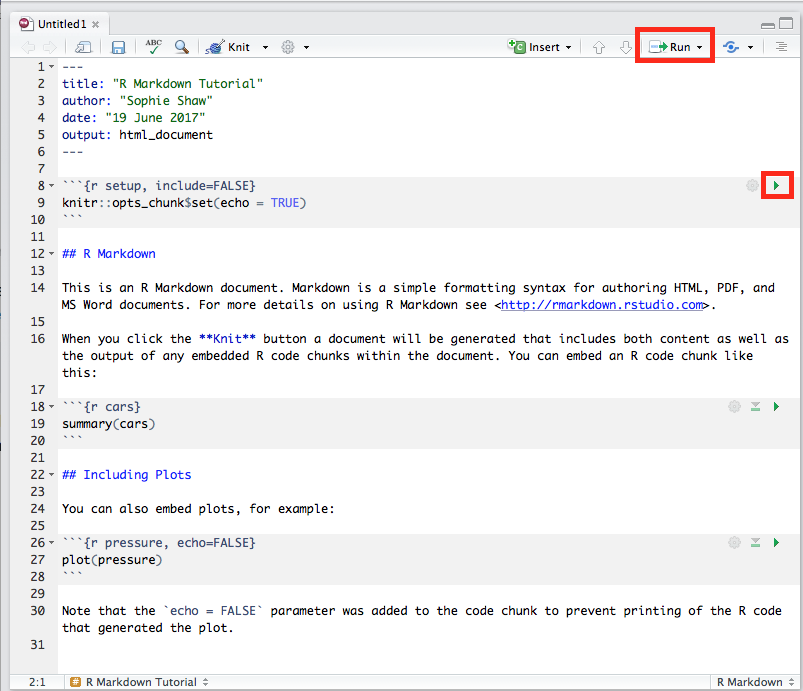 Untitled1
ABC Knit Insert Run
1 ---
2 title: "R Markdown Tutorial"
3 author: "Sophie Shaw"
4 date: "19 June 2017"
5 output: html_document
6 ---
7
8 ```{r setup, include=FALSE}
9 knitr::opts_chunk$set(echo = TRUE)
10 ```
11
12 ## R Markdown
13
14 This is an R Markdown document. Markdown is a simple formatting syntax for authoring HTML, PDF, and
MS Word documents. For more details on using R Markdown see <http://rmarkdown.rstudio.com>.
15
16 When you click the **Knit** button a document will be generated that includes both content as well as
the output of any embedded R code chunks within the document. You can embed an R code chunk like
this:
17
18 ```{r cars}
19 summary(cars)
20 ```
21
22 ## Including Plots
23
24 You can also embed plots, for example:
25
26 ```{r pressure, echo=FALSE}
27 plot(pressure)
28 ```
29
30 Note that the `echo = FALSE` parameter was added to the code chunk to prevent printing of the R code
that generated the plot.
31
2:1 # R Markdown Tutorial R Markdown